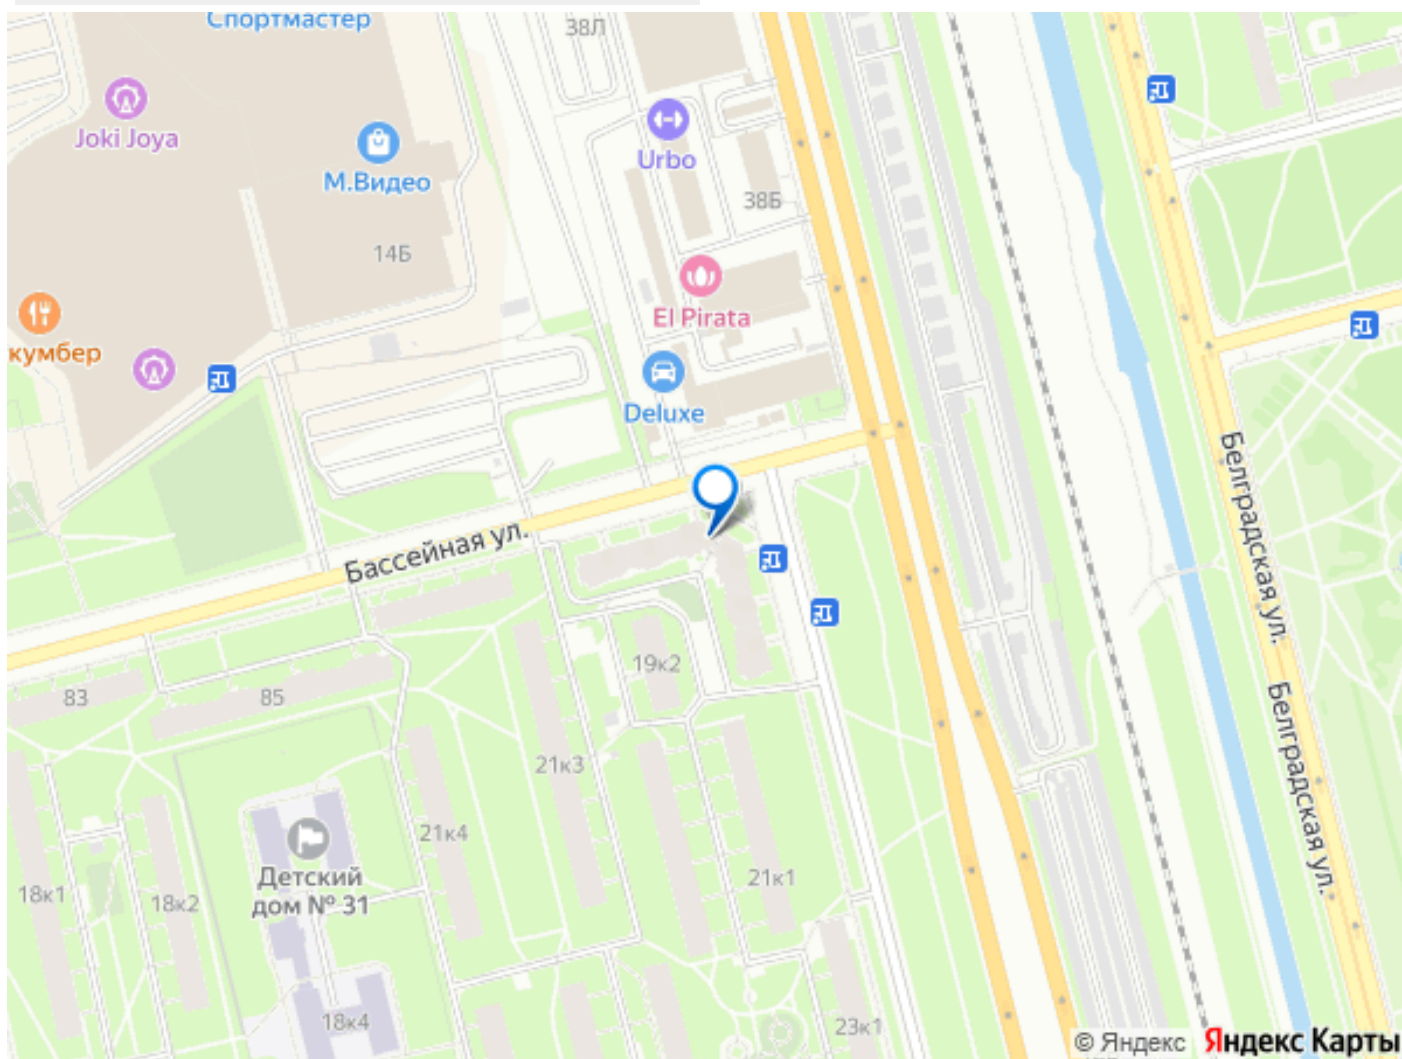 Спортмастер
38Л
Joki Joya
Urbo
М.Видео
38Б
14Б
El Pirata
кумбер
Deluxe
Белградская ул.
Бассейная ул.
19к2
83
85
Белградская ул.
21к3
21к4
Детский
дом № 31
21к1
18к1
18к2
18к4
23к1
© Яндекс Яндекс Карты